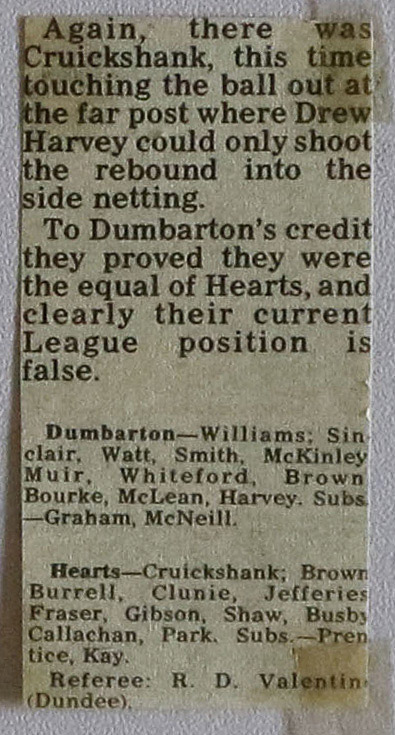 Again, there was
Cruickshank, this time
touching the ball out at
the far post where Drew
Harvey could only shoot
the rebound into the
side netting.
To Dumbarton's credit
they proved they were
the equal of Hearts, and
clearly their current
League position is
false.
Dumbarton—Williams; Sin-
clair, Watt, Smith, McKinley
Muir, Whiteford, Brown
Bourke, McLean, Harvey. Subs.
—Graham, McNeill.
Hearts—Cruickshank; Brown
Burrell, Clunie, Jefferies
Fraser, Gibson, Shaw, Busby
Callachan, Park. Subs.—Pren
tice, Kay.
Referee: R. D. Valentin
(Dundee).